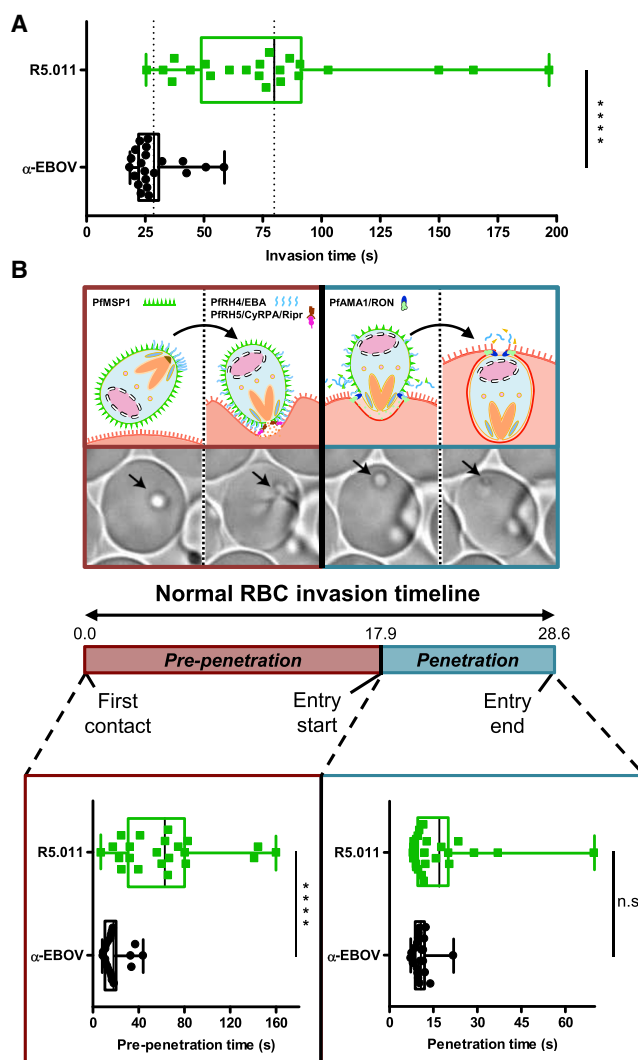 A
R5.011
α-EBOV
****
0 25 50 75 100 125 150 175 200
Invasion time (s)
B
PfMSP1
PfRH4/EBA
PfRH5/CyRPA/Ripr
PfAMA1/RON
Normal RBC invasion timeline
0.0 17.9 28.6
Pre-penetration Penetration
First contact
Entry start
Entry end
R5.011
α-EBOV
****
0 40 80 120 160
Pre-penetration time (s)
R5.011
α-EBOV
n.s
0 15 30 45 60
Penetration time (s)